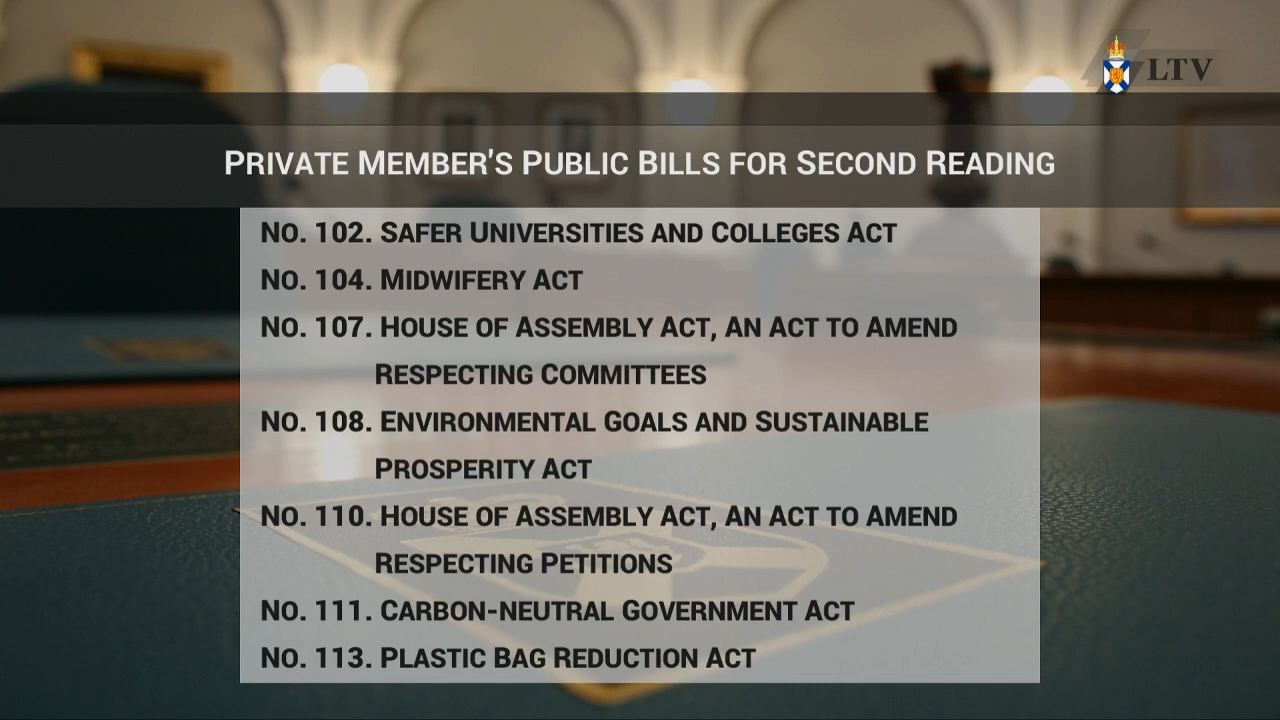 LTV
PRIVATE MEMBER'S PUBLIC BILLS FOR SECOND READING
NO. 102. SAFER UNIVERSITIES AND COLLEGES ACT
NO. 104. MIDWIFERY ACT
NO. 107. HOUSE OF ASSEMBLY ACT, AN ACT TO AMEND
RESPECTING COMMITTEES
NO. 108. ENVIRONMENTAL GOALS AND SUSTAINABLE
PROSPERITY ACT
NO. 110. HOUSE OF ASSEMBLY ACT, AN ACT TO AMEND
RESPECTING PETITIONS
NO. 111. CARBON-NEUTRAL GOVERNMENT ACT
NO. 113. PLASTIC BAG REDUCTION ACT